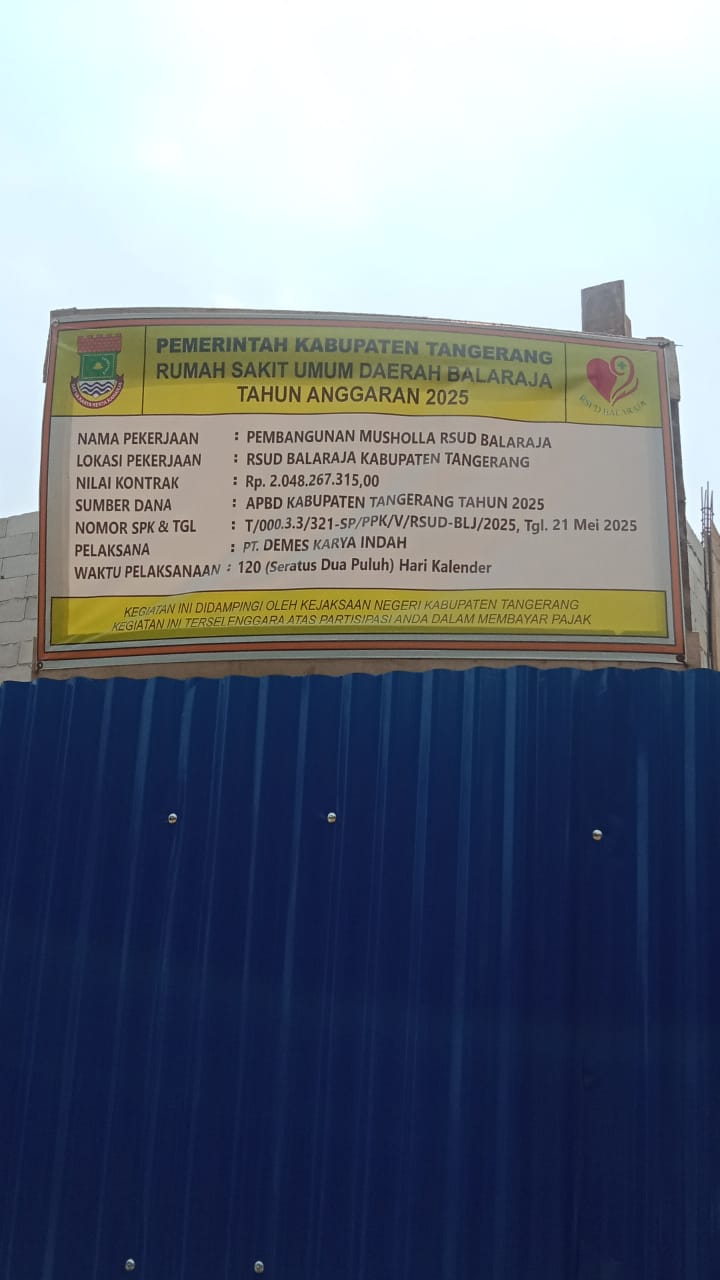 PEMERINTAH KABUPATEN TANGERANG
RUMAH SAKIT UMUM DAERAH BALARAJA
TAHUN ANGGARAN 2025
RSUD BALARAJA
NAMA PEKERJAAN : PEMBANGUNAN MUSHOLLA RSUD BALARAJA
LOKASI PEKERJAAN : RSUD BALARAJA KABUPATEN TANGERANG
NILAI KONTRAK : Rp. 2.048.267.315,00
SUMBER DANA : APBD KABUPATEN TANGERANG TAHUN 2025
NOMOR SPK & TGL : T/000.3.3/321-SP/PPK/V/RSUD-BLJ/2025, Tgl. 21 Mei 2025
PELAKSANA : PT. DEMES KARYA INDAH
WAKTU PELAKSANAAN : 120 (Seratus Dua Puluh) Hari Kalender
KEGIATAN INI DIDAMPINGI OLEH KEJAKSAAN NEGERI KABUPATEN TANGERANG
KEGIATAN INI TERSELENGGARA ATAS PARTISIPASI ANDA DALAM MEMBAYAR PAJAK